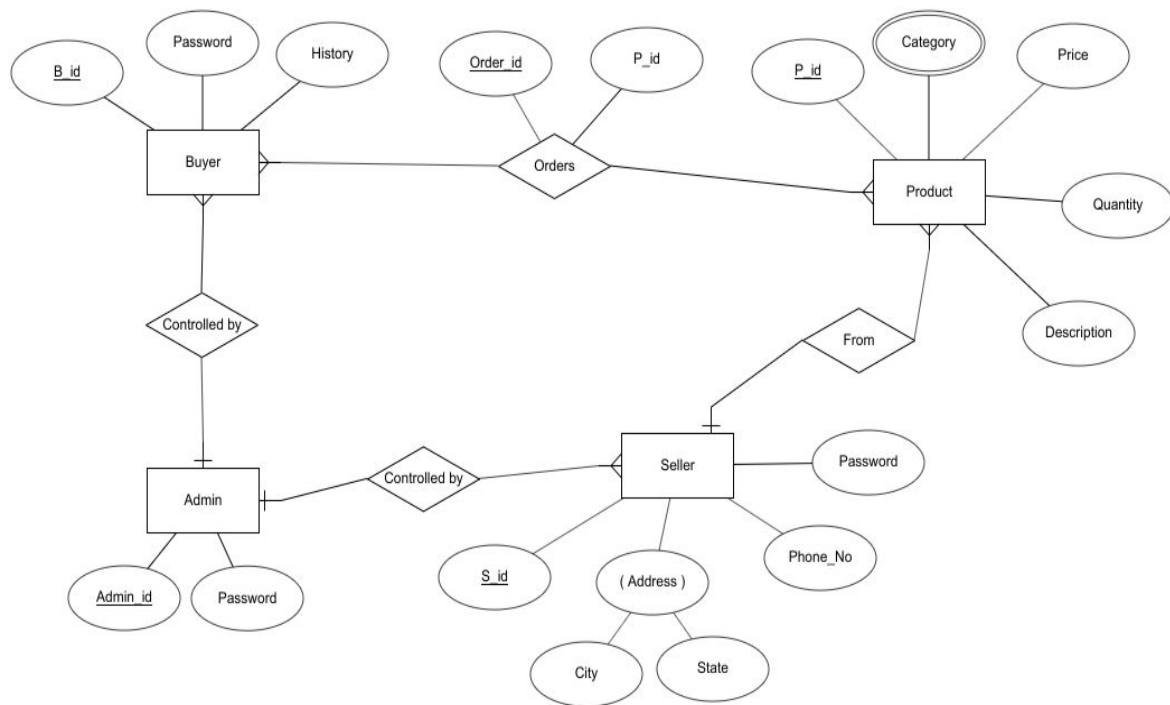 Password
History
B_id
Order_id
P_id
Category
P_id
Price
Buyer
Orders
Product
Quantity
Controlled by
From
Description
Seller
Password
Admin
Controlled by
Phone_No
S_id
( Address )
Admin_id
Password
City
State